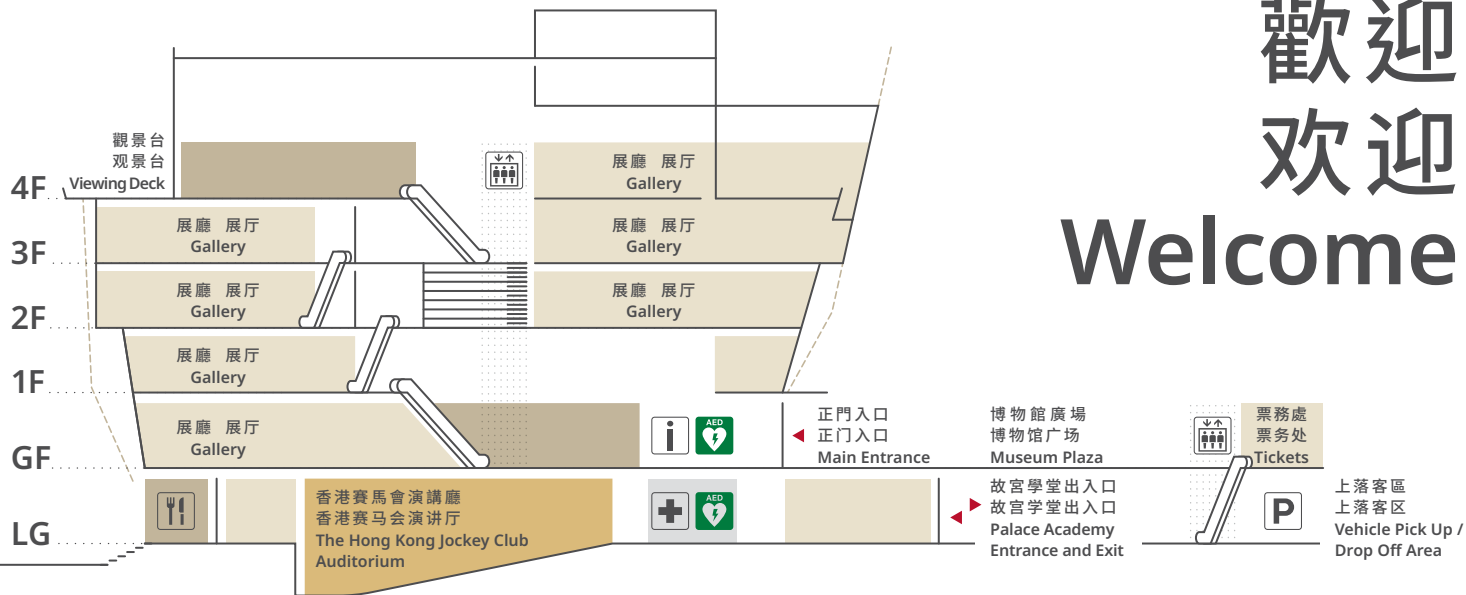 歡迎
欢迎
Welcome
觀景台
观景台
Viewing Deck
4F
展廳 展厅
Gallery
展廳 展厅
Gallery
展廳 展厅
Gallery
3F
展廳 展厅
Gallery
展廳 展厅
Gallery
2F
展廳 展厅
Gallery
1F
展廳 展厅
Gallery
GF
i
AED
正門入口
正门入口
Main Entrance
博物館廣場
博物馆广场
Museum Plaza
票務處
票务处
Tickets
LG
香港賽馬會演講廳
香港赛马会演讲厅
The Hong Kong Jockey Club
Auditorium
AED
故宮學堂出入口
故宫学堂出入口
Palace Academy
Entrance and Exit
P
上落客區
上落客区
Vehicle Pick Up /
Drop Off Area